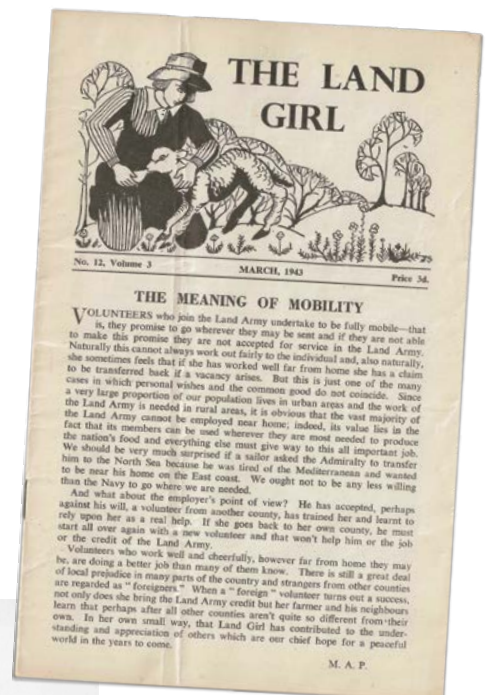 THE LAND
GIRL
No. 12, Volume 3
MARCH, 1943
Price 3d.
THE MEANING OF MOBILITY
VOLUNTEERS who join the Land Army undertake to be fully mobile—that
is, they promise to go wherever they may be sent and if they are not able
to make this promise they are not accepted for service in the Land Army.
Naturally this cannot always work out fairly to the individual and, also naturally,
she sometimes feels that if she has worked well far from home she has a claim
to be transferred back if a vacancy arises. But this is just one of the many
cases in which personal wishes and the common good do not coincide. Since
a very large proportion of our population lives in urban areas and the work of
the Land Army is needed in rural areas, it is obvious that the vast majority of
the Land Army cannot be employed near home; indeed, its value lies in the
fact that its members can be used wherever they are most needed to produce
the nation's food and everything else must give way to this all important job.
We should be very much surprised if a sailor asked the Admiralty to transfer
him to the North Sea because he was tired of the Mediterranean and wanted
to be near his home on the East coast. We ought not to be any less willing
than the Navy to go where we are needed.
And what about the employer's point of view? He has accepted, perhaps
against his will, a volunteer from another county, has trained her and learnt to
rely upon her as a real help. If she goes back to her own county, he must
start all over again with a new volunteer and that won't help him or the job
or the credit of the Land Army.
Volunteers who work well and cheerfully, however far from home they may
be, are doing a better job than many of them know. There is still a great deal
of local prejudice in many parts of the country and strangers from other counties
are regarded as "foreigners." When a "foreign" volunteer turns out a success,
not only does she bring the Land Army credit but her farmer and his neighbours
learn that perhaps after all other counties aren't quite so different from their
own. In her own small way, that Land Girl has contributed to the under-
standing and appreciation of others which are our chief hope for a peaceful
world in the years to come.
M. A. P.